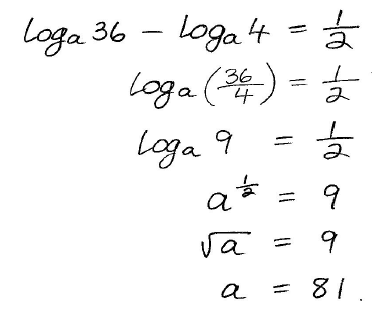 logₐ 36 − logₐ 4 = 1/2
logₐ (36/4) = 1/2
logₐ 9 = 1/2
a^(1/2) = 9
√a = 9
a = 81.